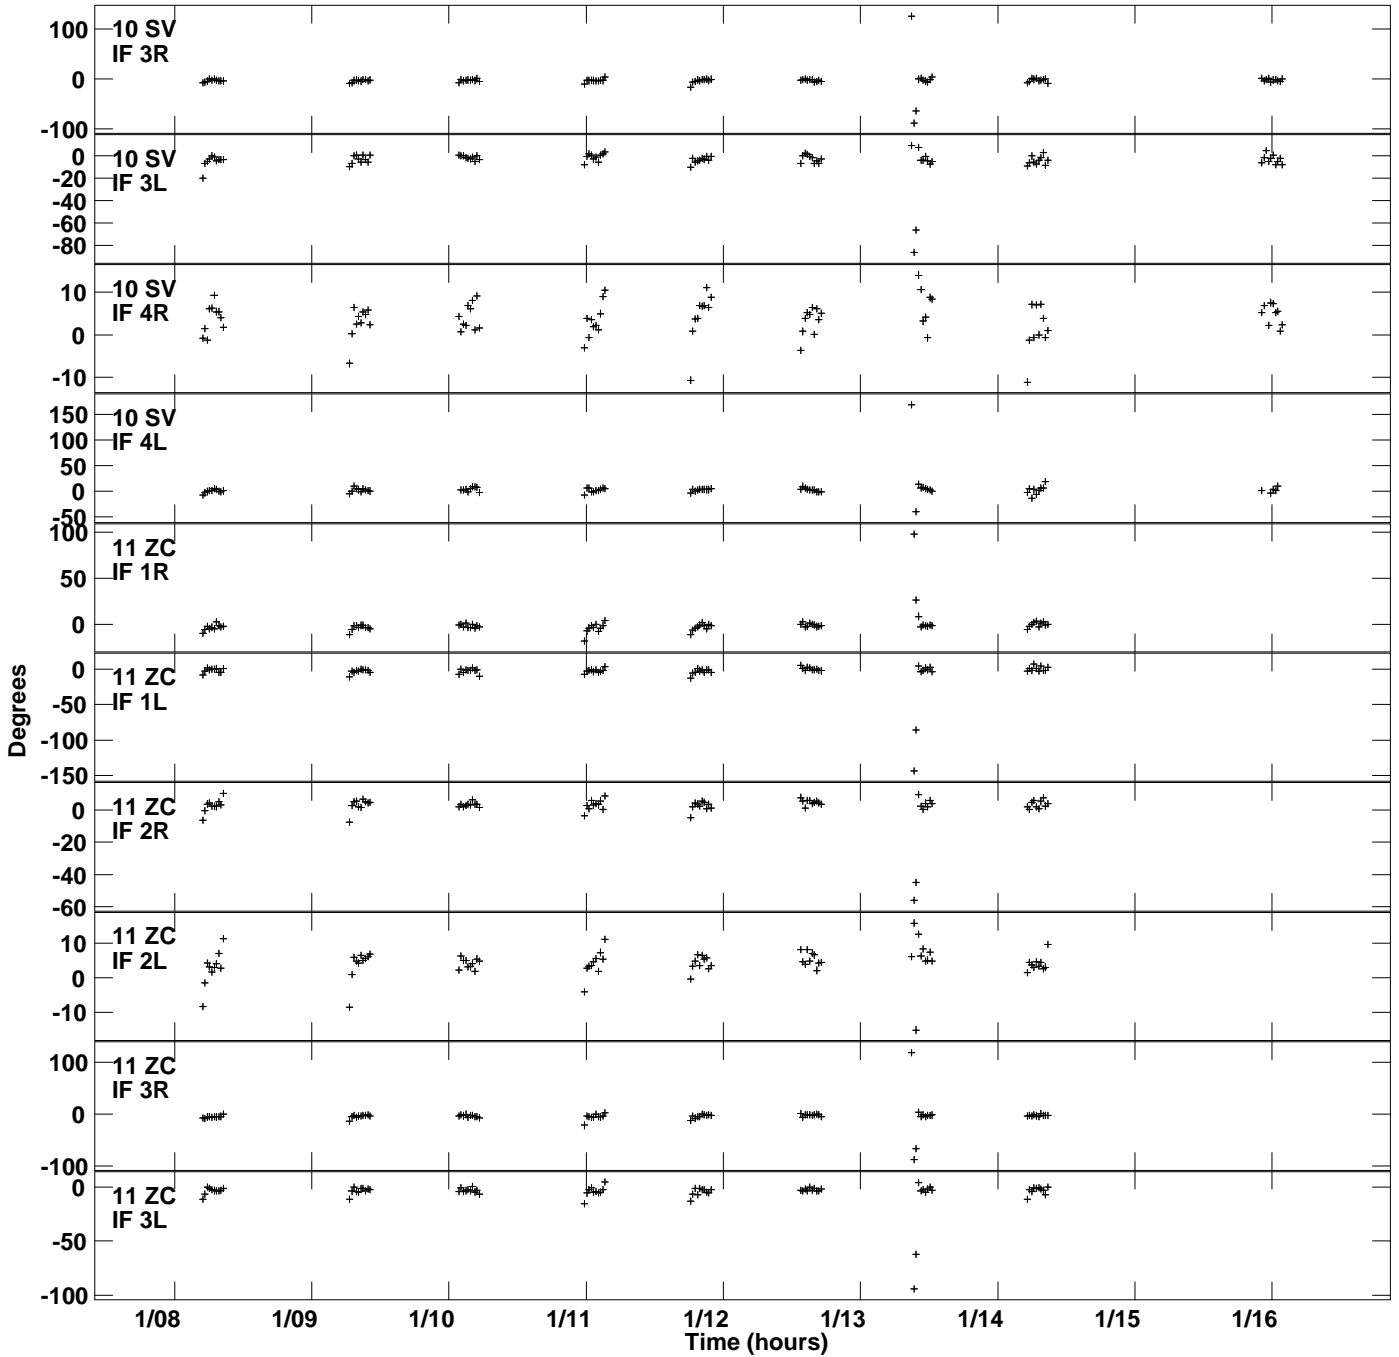 10 SV
IF 3R
100
0
-100
10 SV
IF 3L
0
-20
-40
-60
-80
10 SV
IF 4R
10
0
-10
10 SV
IF 4L
150
100
50
0
-50
11 ZC
IF 1R
100
50
0
11 ZC
IF 1L
0
-50
-100
-150
11 ZC
IF 2R
0
-20
-40
-60
11 ZC
IF 2L
10
0
-10
11 ZC
IF 3R
100
0
-100
11 ZC
IF 3L
0
-50
-100
Degrees
1/08 1/09 1/10 1/11 1/12 1/13 1/14 1/15 1/16
Time (hours)